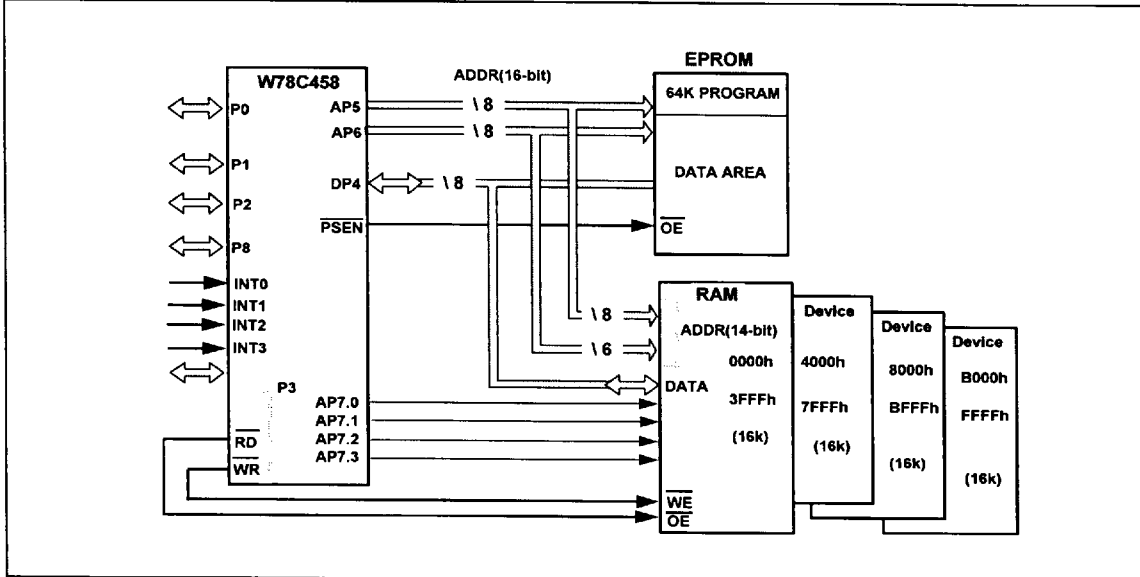 W78C458
P0
P1
P2
P8
INT0
INT1
INT2
INT3
P3
RD
WR
AP5
AP6
DP4
PSEN
AP7.0
AP7.1
AP7.2
AP7.3
ADDR(16-bit)
\ 8
\ 8
\ 8
\ 8
\ 6
EPROM
64K PROGRAM
DATA AREA
OE
RAM
ADDR(14-bit)
0000h
DATA
3FFFh
(16k)
WE
OE
Device
4000h
7FFFh
(16k)
Device
8000h
BFFFh
(16k)
Device
B000h
FFFFh
(16k)